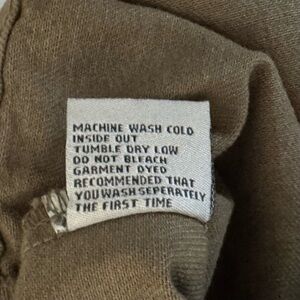 MACHINE WASH COLD
INSIDE OUT
TUMBLE DRY LOW
DO NOT BLEACH
GARMENT DYED
RECOMMENDED THAT
YOU WASH SEPERATELY
THE FIRST TIME